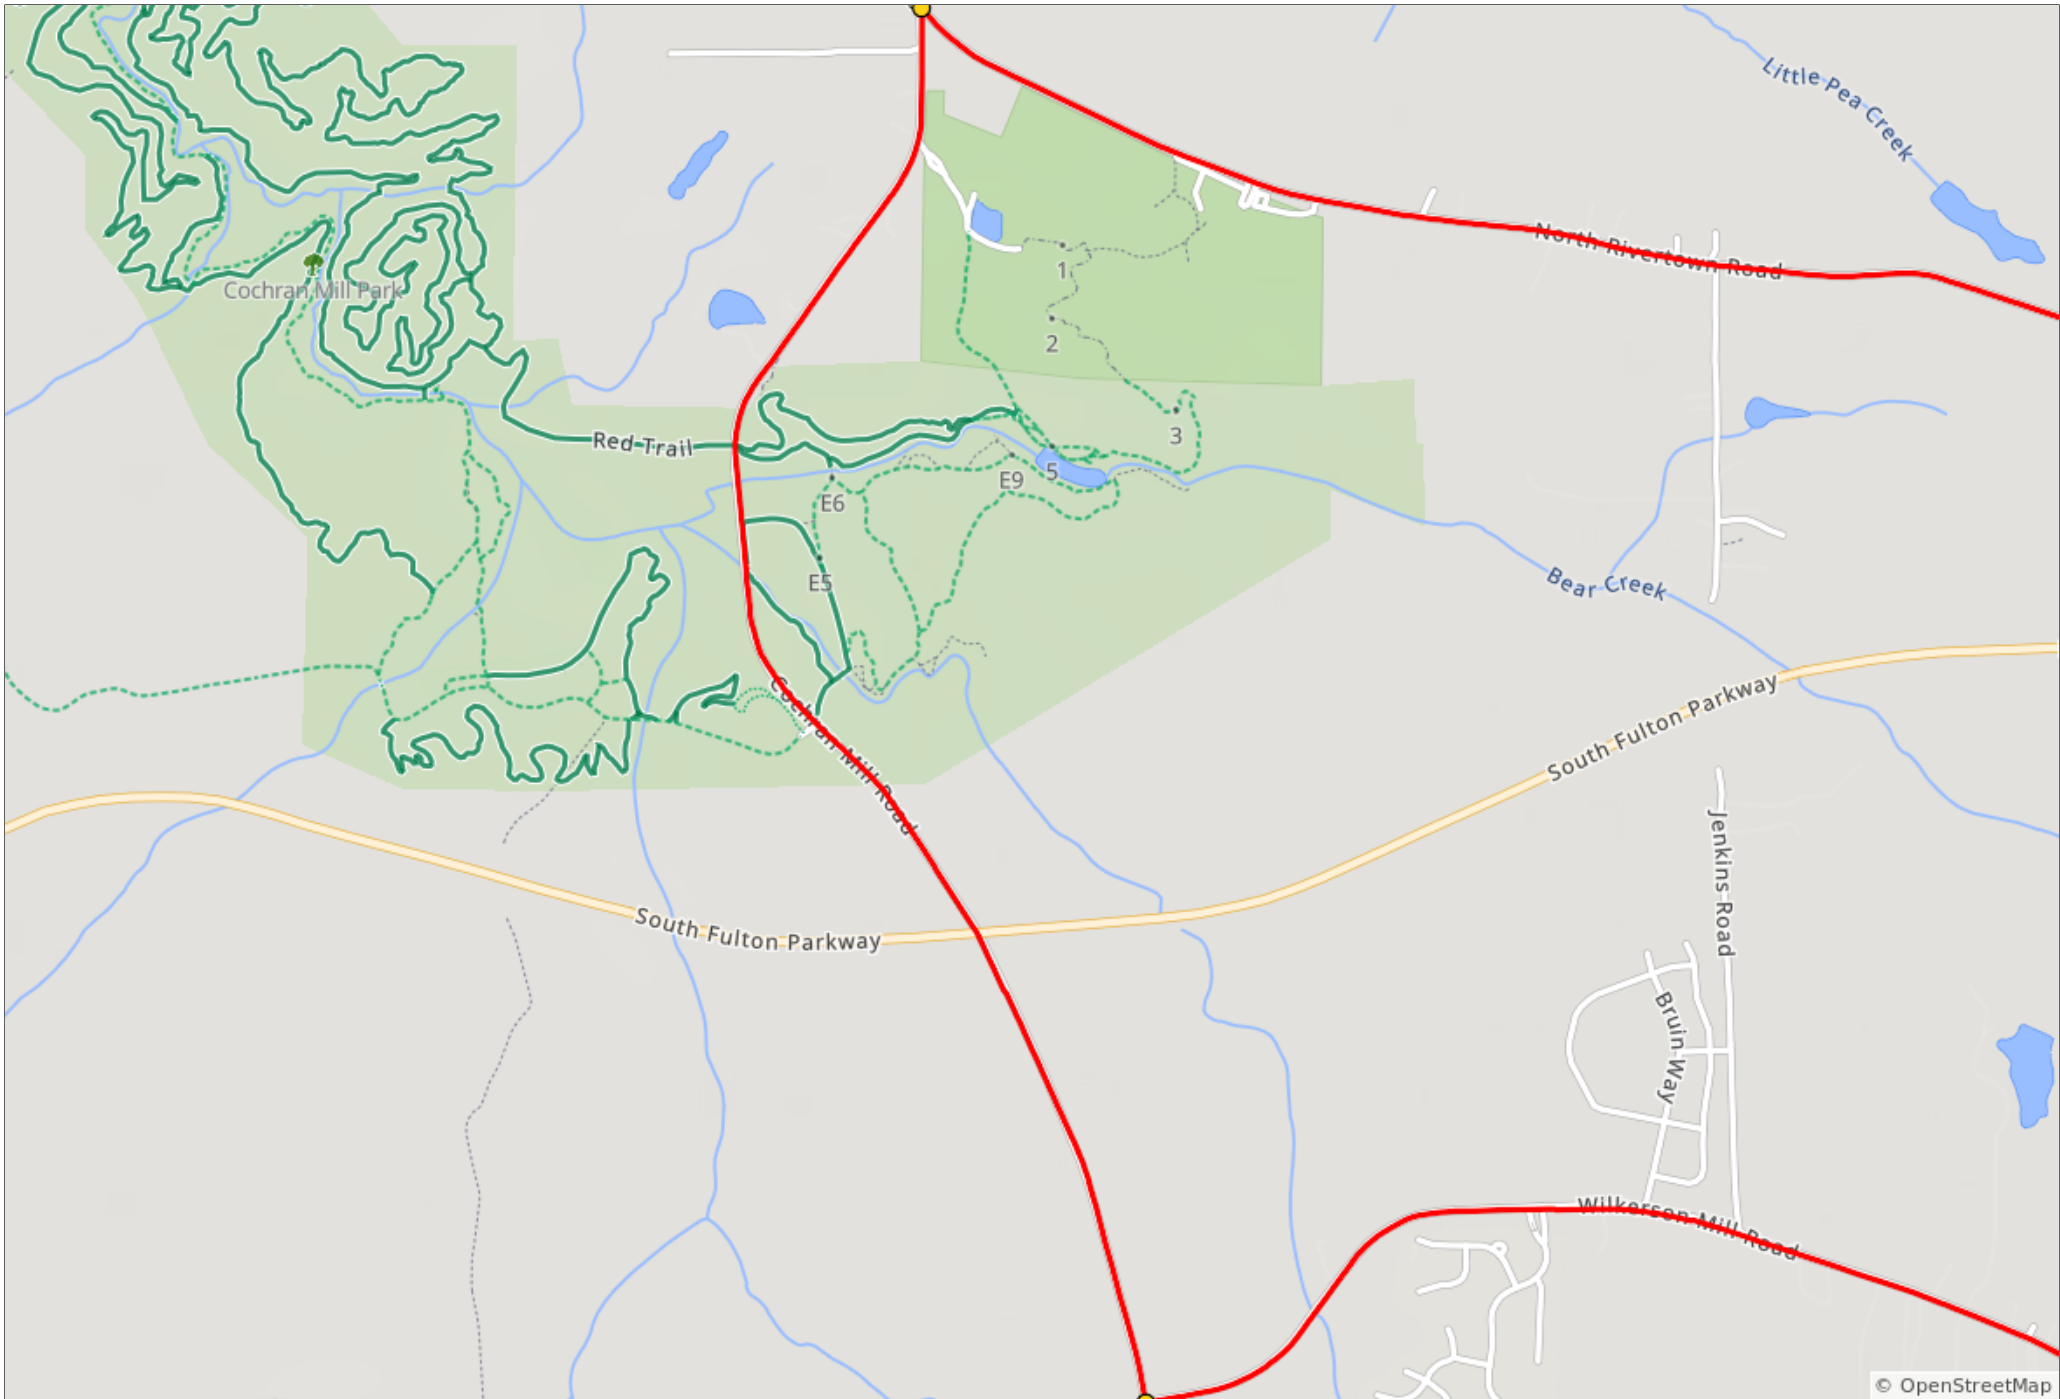 Little Pea Creek
North Rivertown Road
1
Cochran Mill Park
2
3
Red Trail
5
E9
E6
E5
Bear Creek
Cochran Mill Road
South Fulton Parkway
South Fulton Parkway
Jenkins Road
Bruin Way
Wilkerson Mill Road
© OpenStreetMap